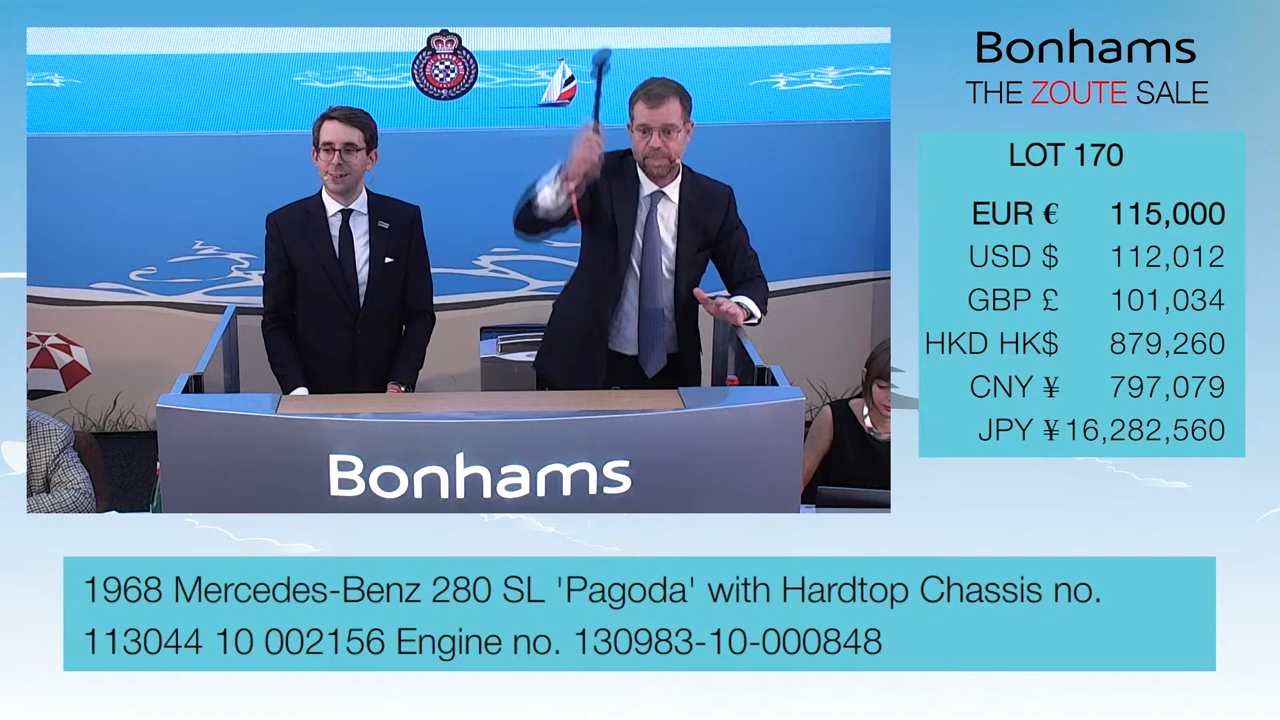 Bonhams
THE ZOUTE SALE
LOT 170
EUR € 115,000
USD $ 112,012
GBP £ 101,034
HKD HK$ 879,260
CNY ¥ 797,079
JPY ¥ 16,282,560
Bonhams
1968 Mercedes-Benz 280 SL 'Pagoda' with Hardtop Chassis no.
113044 10 002156 Engine no. 130983-10-000848